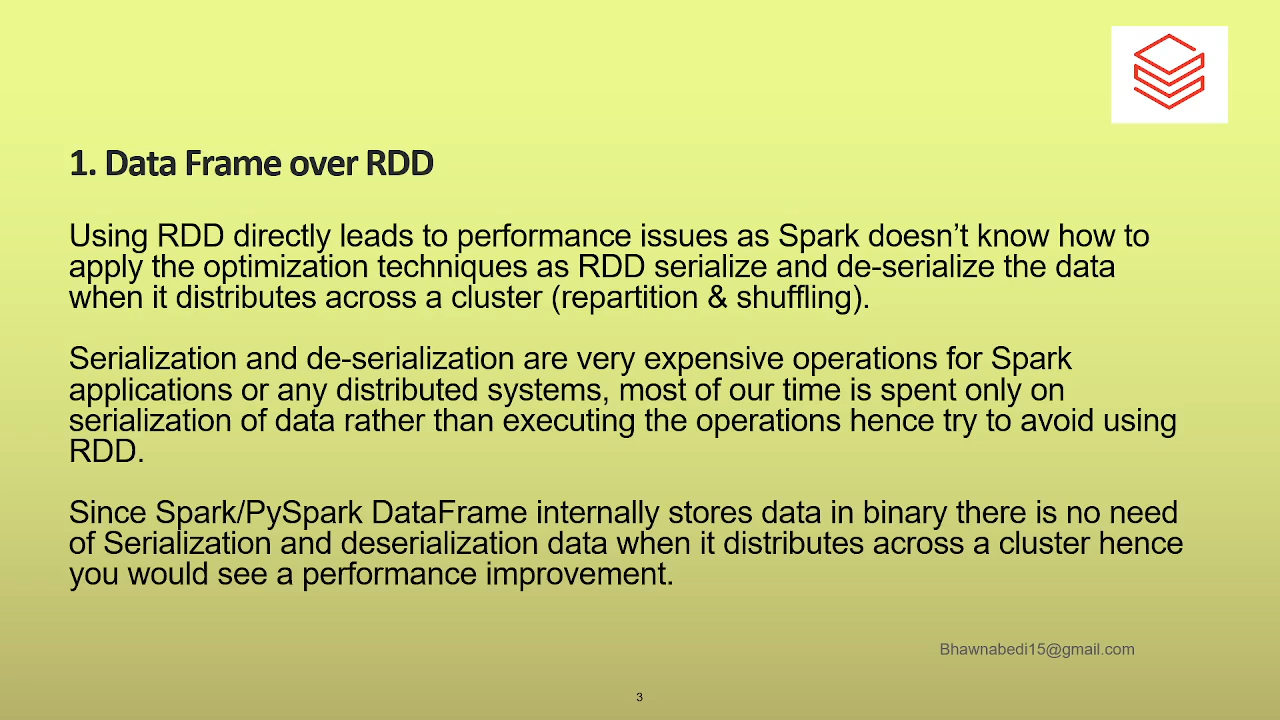 1. Data Frame over RDD
Using RDD directly leads to performance issues as Spark doesn’t know how to
apply the optimization techniques as RDD serialize and de-serialize the data
when it distributes across a cluster (repartition & shuffling).
Serialization and de-serialization are very expensive operations for Spark
applications or any distributed systems, most of our time is spent only on
serialization of data rather than executing the operations hence try to avoid using
RDD.
Since Spark/PySpark DataFrame internally stores data in binary there is no need
of Serialization and deserialization data when it distributes across a cluster hence
you would see a performance improvement.
Bhawnabedi15@gmail.com
3